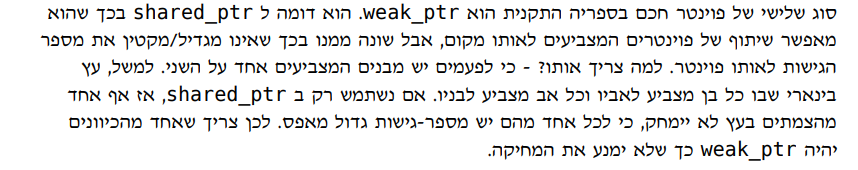 סוג שלישי של פוינטר חכם בספריה התקנית הוא weak_ptr. הוא דומה ל shared_ptr בכך שהוא
מאפשר שיתוף של פוינטרים המצביעים לאותו מקום, אבל שונה ממנו בכך שאינו מגדיל/מקטין את מספר
הגישות לאותו פוינטר. למה צריך אותו? - כי לפעמים יש מבנים המצביעים אחד על השני. למשל, עץ
בינארי שבו כל בן מצביע לאביו וכל אב מצביע לבניו. אם נשתמש רק ב shared_ptr, אז אף אחד
מהצמתים בעץ לא יימחק, כי לכל אחד מהם יש מספר-גישות גדול מאפס. לכן צריך שאחד מהכיוונים
יהיה weak_ptr כך שלא ימנע את המחיקה.